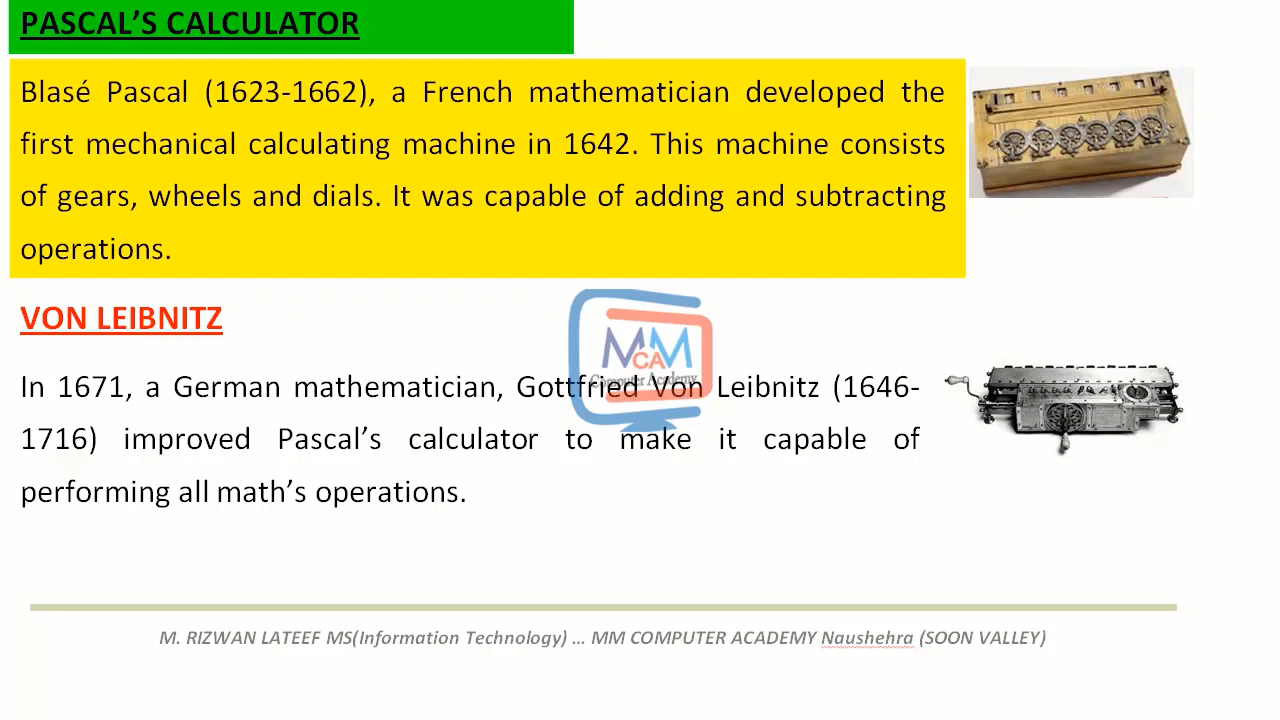 PASCAL’S CALCULATOR
Blasé Pascal (1623-1662), a French mathematician developed the
first mechanical calculating machine in 1642. This machine consists
of gears, wheels and dials. It was capable of adding and subtracting
operations.
VON LEIBNITZ
MCAM
Computer Academy
In 1671, a German mathematician, Gottfried Von Leibnitz (1646-
1716) improved Pascal’s calculator to make it capable of
performing all math’s operations.
M. RIZWAN LATEEF MS(Information Technology) ... MM COMPUTER ACADEMY Naushehra (SOON VALLEY)